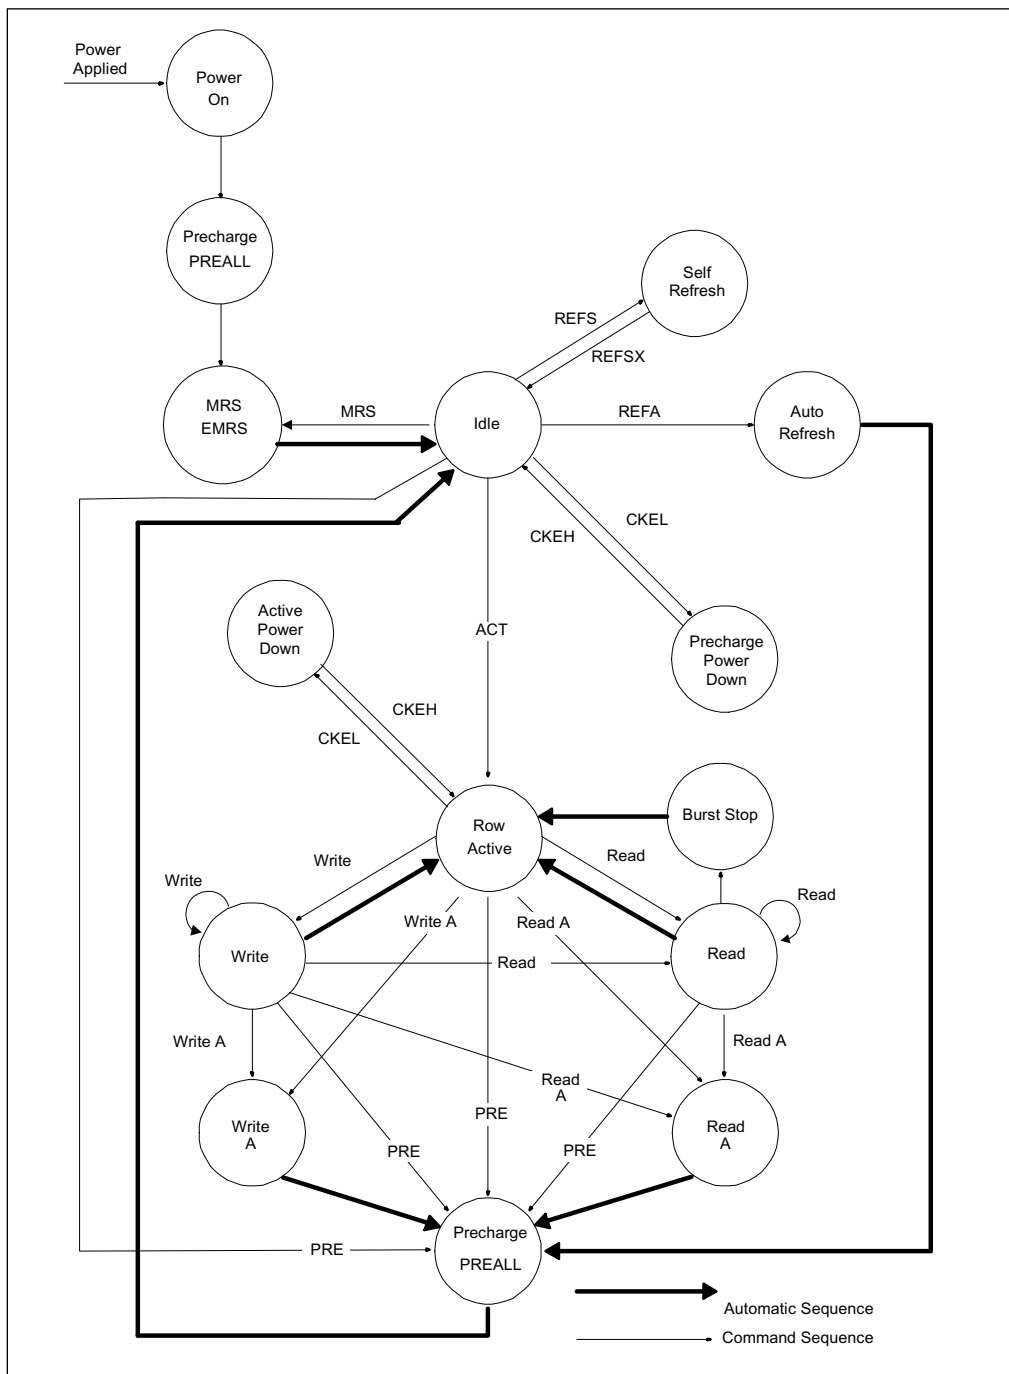 Power
Applied
Power
On
Precharge
PREALL
Self
Refresh
REFS
REFSX
MRS
EMRS
MRS
Idle
REFA
Auto
Refresh
CKEL
CKEH
Active
Power
Down
ACT
Precharge
Power
Down
CKEH
CKEL
Burst Stop
Row
Active
Write
Read
Write
Read
Write A
Read A
Write
Read
Read
Write A
Read A
Read
A
Write
A
PRE
Read
A
PRE
PRE
Precharge
PREALL
PRE
Automatic Sequence
Command Sequence